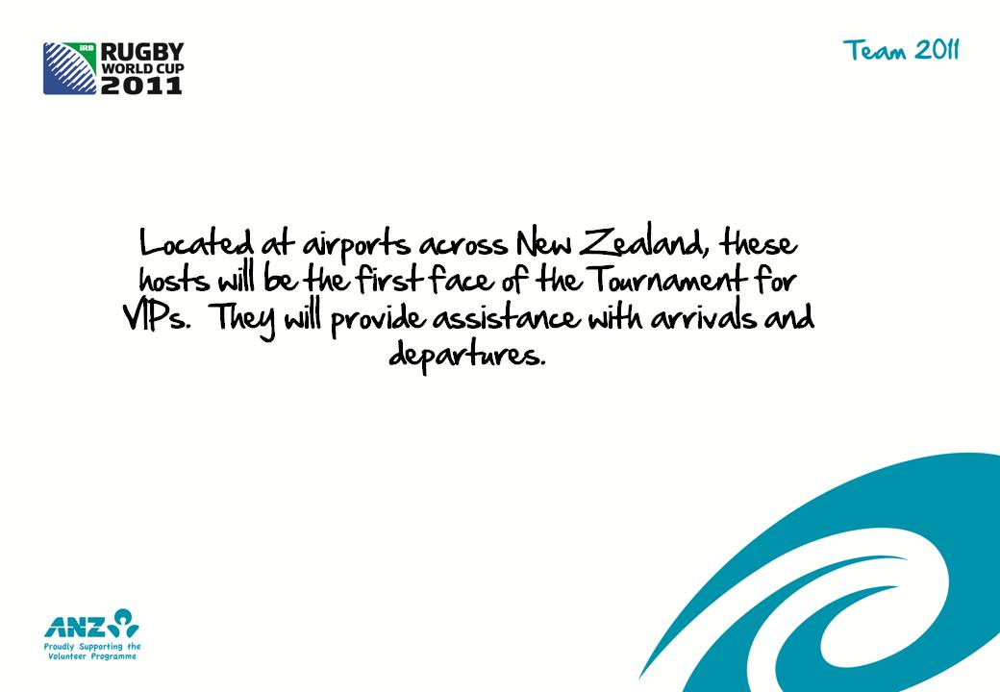 iRB
RUGBY
WORLD CUP
2011
Team 2011
Located at airports across New Zealand, these
hosts will be the first face of the Tournament for
VIPs.  They will provide assistance with arrivals and
departures.
ANZ
Proudly Supporting the
Volunteer Programme